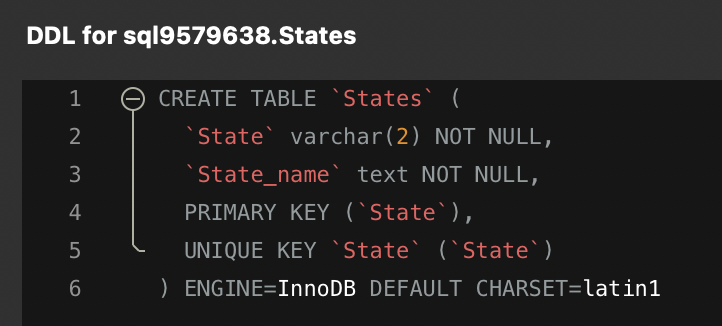 DDL for sql9579638.States
1 CREATE TABLE `States` (
2 `State` varchar(2) NOT NULL,
3 `State_name` text NOT NULL,
4 PRIMARY KEY (`State`),
5 UNIQUE KEY `State` (`State`)
6 ) ENGINE=InnoDB DEFAULT CHARSET=latin1